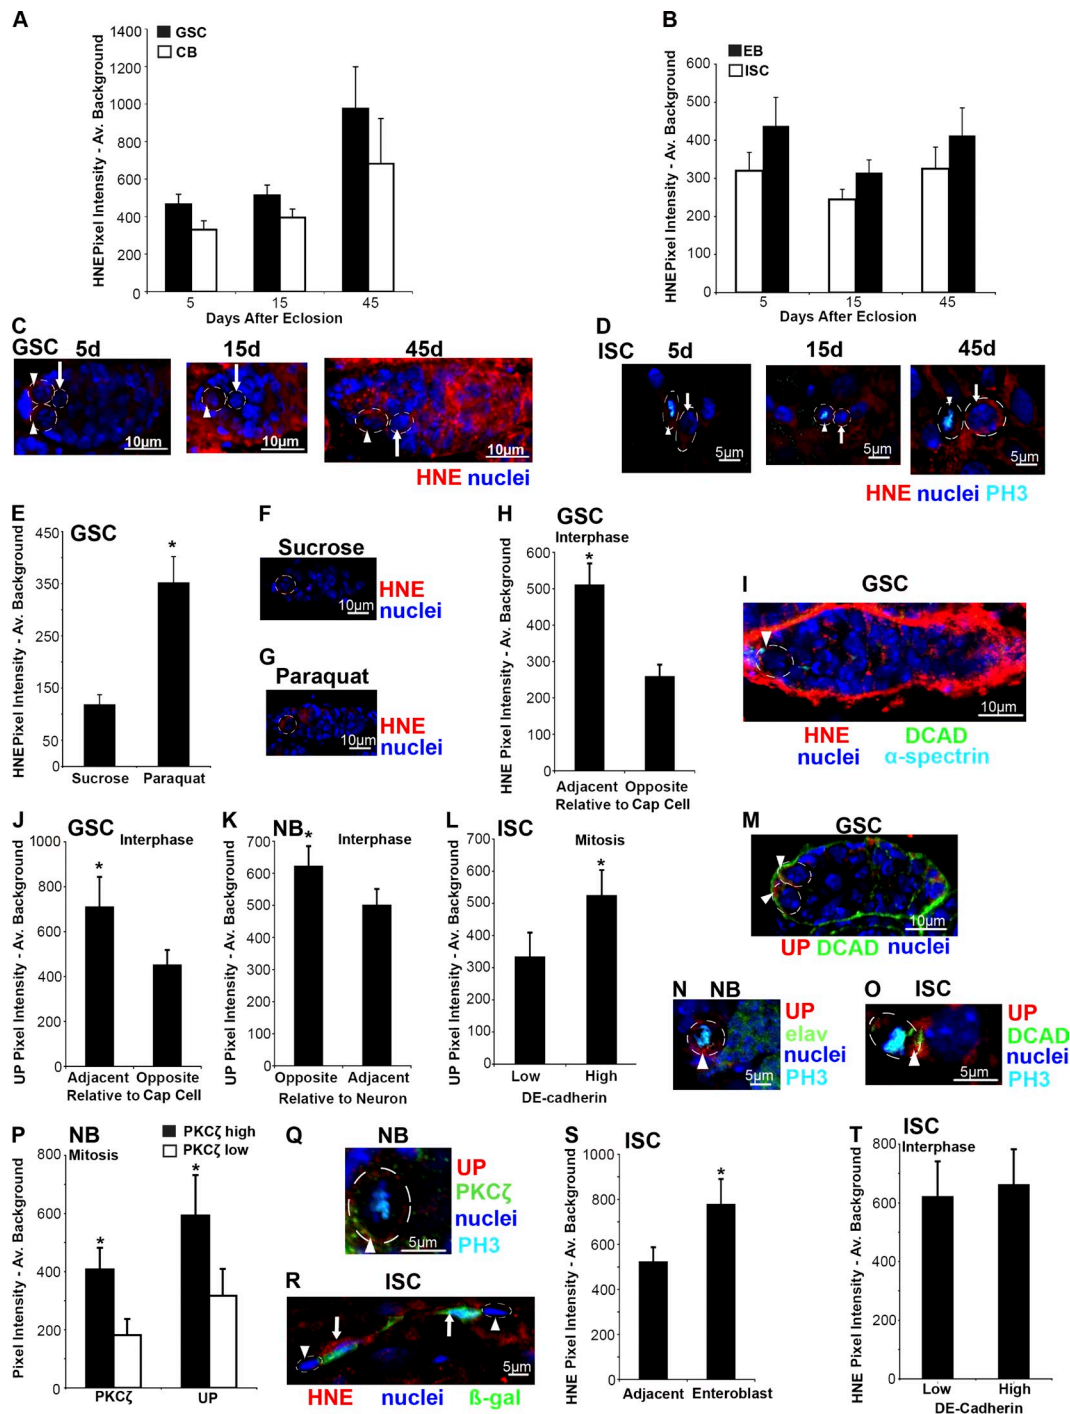 A
HNE Pixel Intensity - Av. Background
1400
1200
1000
800
600
400
200
0
GSC
CB
5 15 45
Days After Eclosion
B
HNE Pixel Intensity - Av. Background
600
500
400
300
200
100
0
EB
ISC
5 15 45
Days After Eclosion
C
GSC 5d 15d 45d
10µm 10µm 10µm
HNE nuclei
D
ISC 5d 15d 45d
5µm 5µm 5µm
HNE nuclei PH3
E
GSC
HNE Pixel Intensity - Av. Background
450
350
250
150
50
0
*
Sucrose Paraquat
F
Sucrose
10µm
HNE
nuclei
G
Paraquat
10µm
HNE
nuclei
H
GSC
Interphase
HNE Pixel Intensity - Av. Background
600
500
400
300
200
100
0
*
Adjacent Opposite
Relative to Cap Cell
I
GSC
10µm
HNE DCAD
nuclei α-spectrin
J
GSC
Interphase
UP Pixel Intensity - Av. Background
1000
800
600
400
200
0
*
Adjacent Opposite
Relative to Cap Cell
K
NB
Interphase
UP Pixel Intensity - Av. Background
700
600
500
400
300
200
100
0
*
Opposite Adjacent
Relative to Neuron
L
ISC
Mitosis
UP Pixel Intensity - Av. Background
700
600
500
400
300
200
100
0
*
Low High
DE-cadherin
M
GSC
10µm
UP DCAD nuclei
N NB
5µm
UP
elav
nuclei
PH3
O ISC
5µm
UP
DCAD
nuclei
PH3
P
NB
Mitosis
PKCζ high
PKCζ low
Pixel Intensity - Av. Background
800
600
400
200
0
*
*
PKCζ UP
Q
NB
5µm
UP
PKCζ
nuclei
PH3
R
ISC
5µm
HNE nuclei ß-gal
S
ISC
HNE Pixel Intensity - Av. Background
1000
800
600
400
200
0
*
Adjacent Enteroblast
T
ISC
Interphase
HNE Pixel Intensity - Av. Background
800
600
400
200
0
Low High
DE-Cadherin